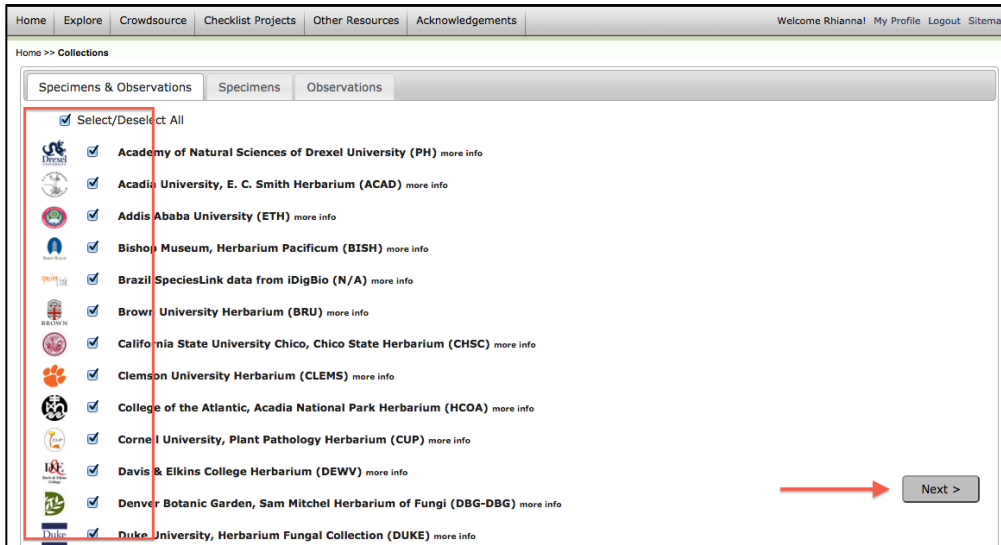 Home Explore Crowdsource Checklist Projects Other Resources Acknowledgements Welcome Rhianna! My Profile Logout Sitema
Home >> Collections
Specimens & Observations Specimens Observations
Select/Deselect All
Drexel Academy of Natural Sciences of Drexel University (PH) more info
Acadia University, E. C. Smith Herbarium (ACAD) more info
Addis Ababa University (ETH) more info
Bishop Museum, Herbarium Pacificum (BISH) more info
Brazil SpeciesLink data from iDigBio (N/A) more info
BROWN Brown University Herbarium (BRU) more info
California State University Chico, Chico State Herbarium (CHSC) more info
Clemson University Herbarium (CLEMS) more info
College of the Atlantic, Acadia National Park Herbarium (HCOA) more info
Cornell University, Plant Pathology Herbarium (CUP) more info
Davis & Elkins College Herbarium (DEWV) more info
Next >
Denver Botanic Garden, Sam Mitchel Herbarium of Fungi (DBG-DBG) more info
Duke Duke University, Herbarium Fungal Collection (DUKE) more info